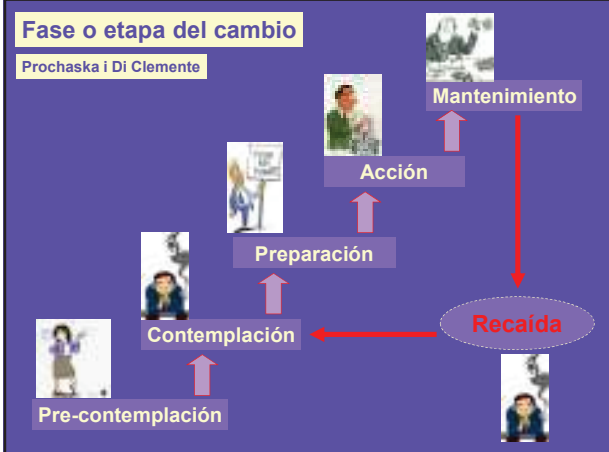 Fase o etapa del cambio
Prochaska i Di Clemente
Mantenimiento
Acción
Preparación
Contemplación
Recaída
Pre-contemplación